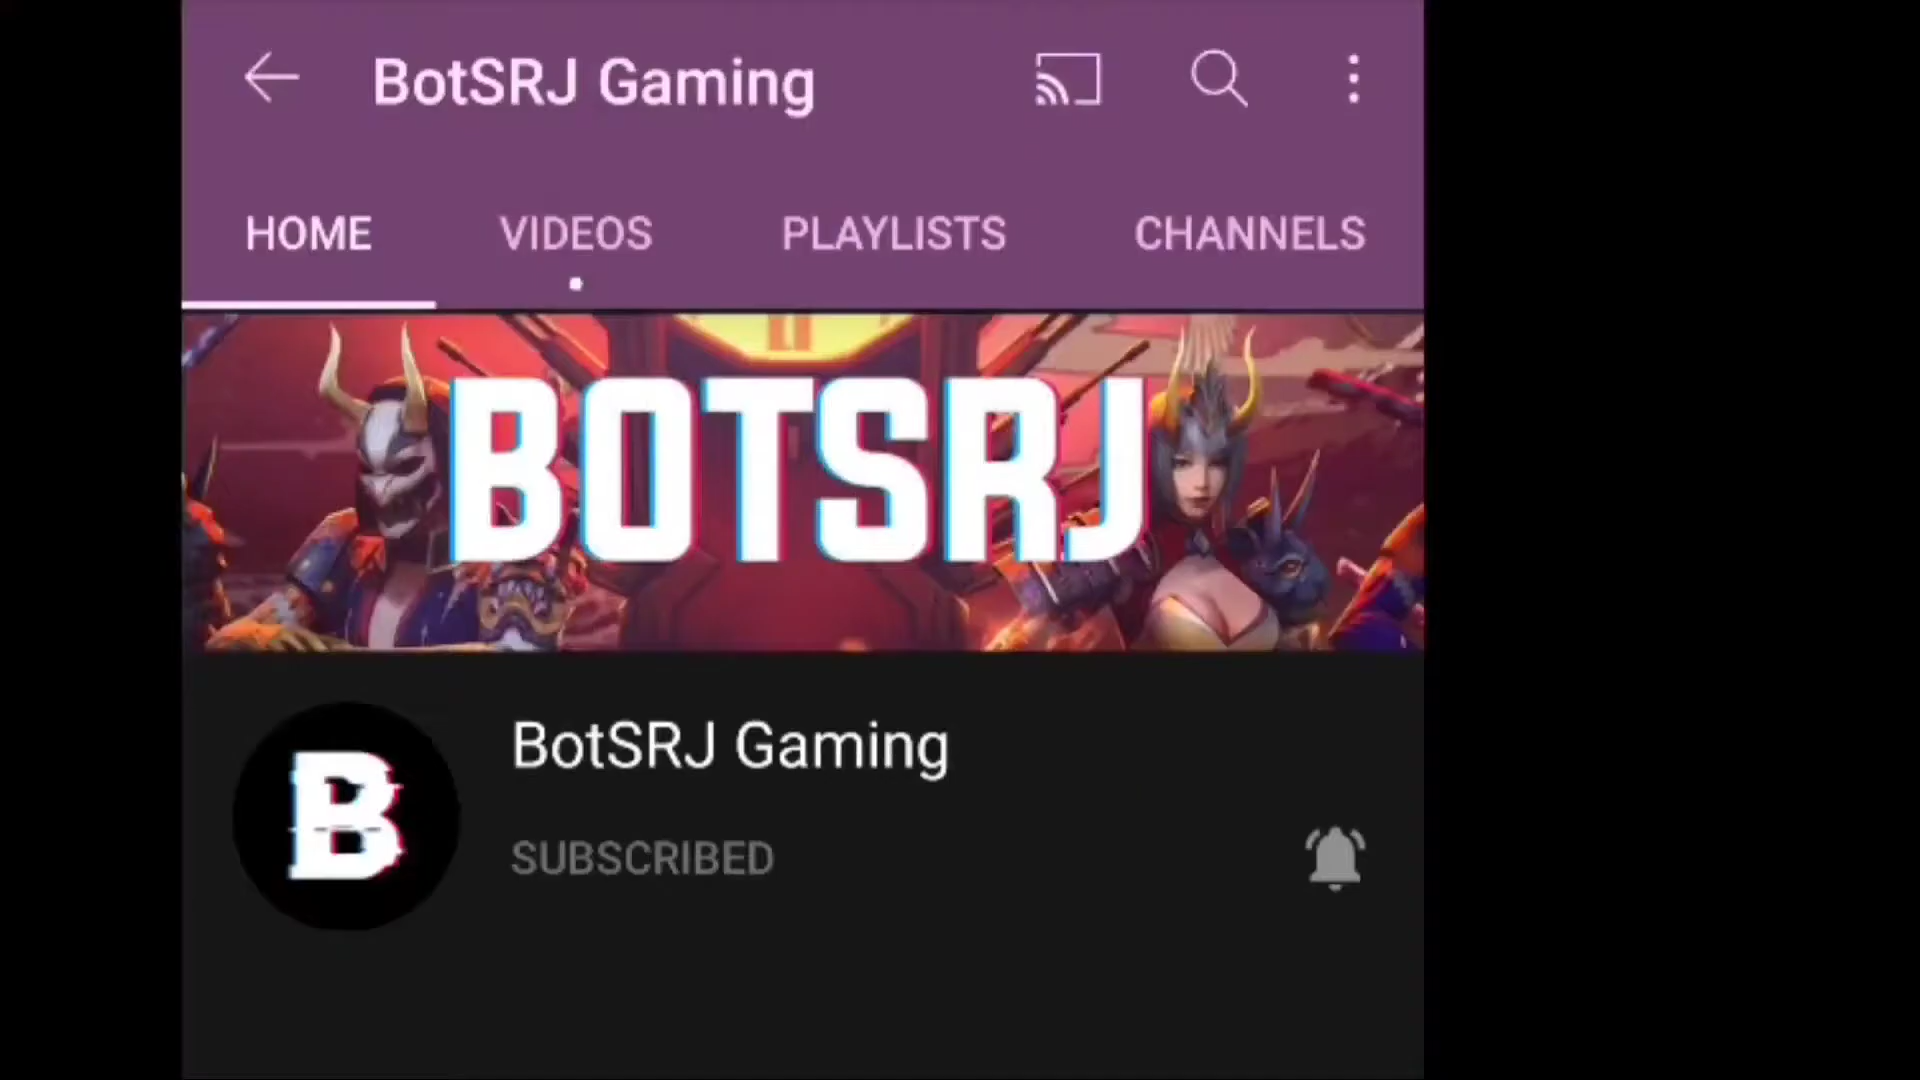 BotSRJ Gaming
HOME VIDEOS PLAYLISTS CHANNELS
BOTSRJ
B
BotSRJ Gaming
SUBSCRIBED